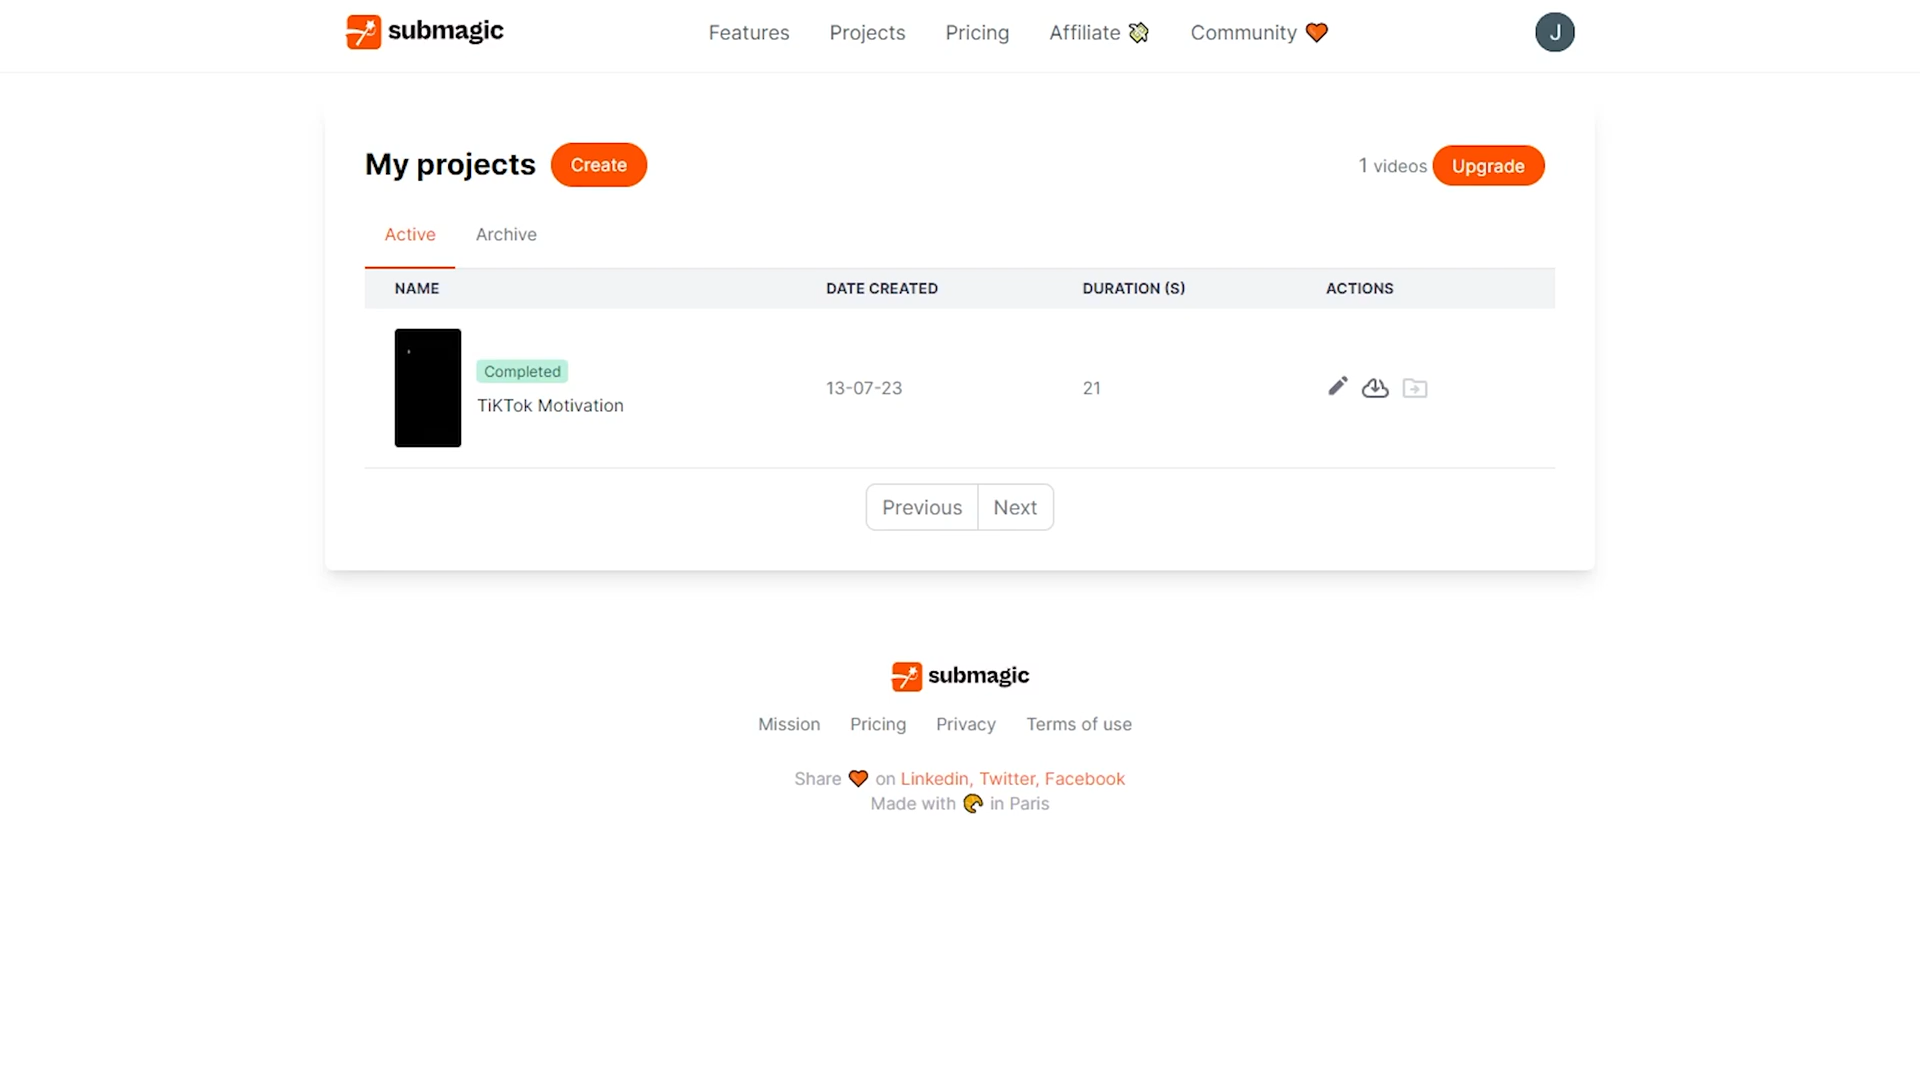 submagic
Features Projects Pricing Affiliate Community
J
My projects Create
1 videos Upgrade
Active Archive
NAME DATE CREATED DURATION (S) ACTIONS
Completed
TiKTok Motivation
13-07-23 21
Previous Next
submagic
Mission Pricing Privacy Terms of use
Share 🧡 on Linkedin, Twitter, Facebook
Made with 🥐 in Paris